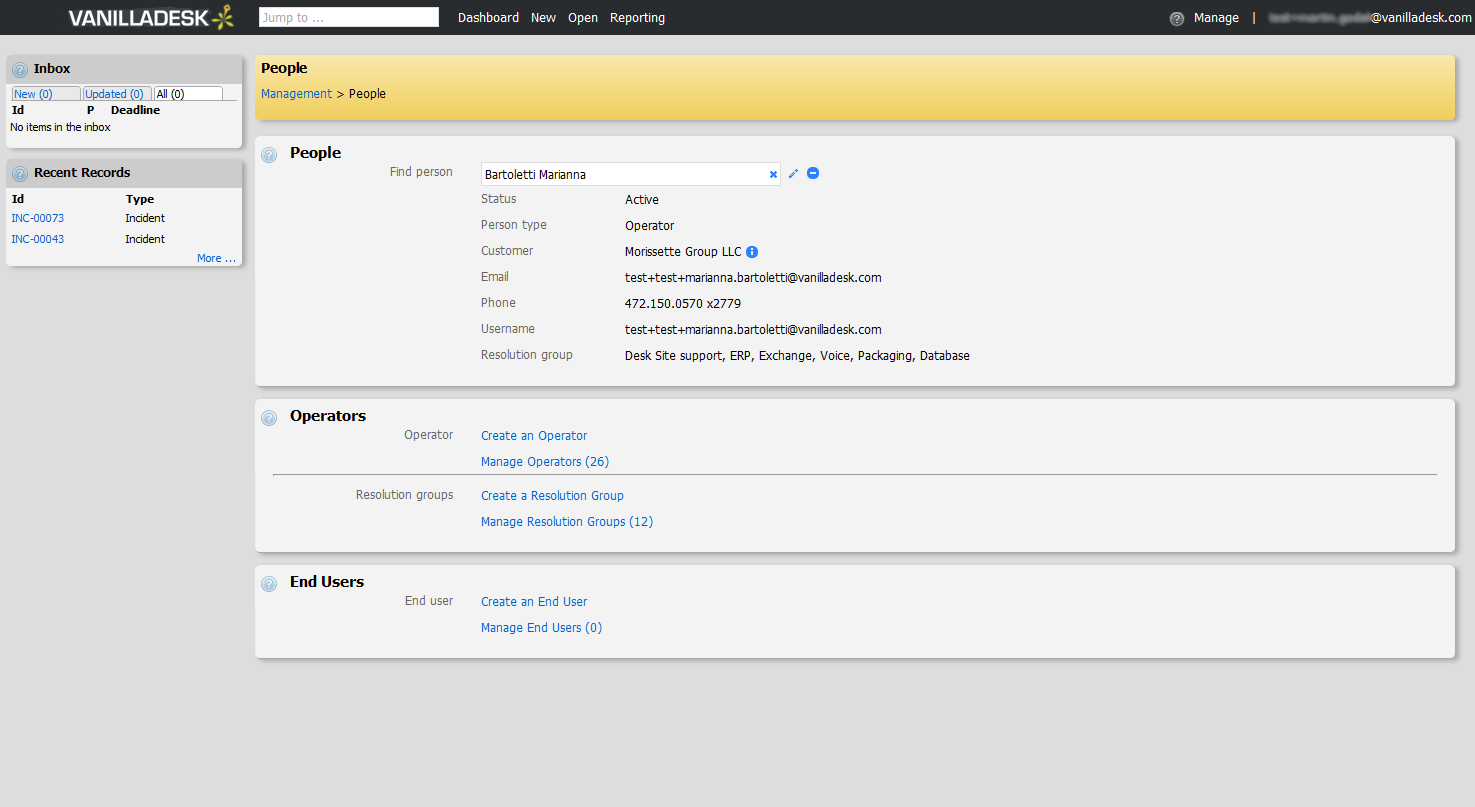 VANILLADESK
Jump to ...
Dashboard New Open Reporting
Manage | @vanilladesk.com
Inbox
New (0) Updated (0) All (0)
Id P Deadline
No items in the inbox
Recent Records
Id Type
INC-00073 Incident
INC-00043 Incident
More ...
People
Management > People
People
Find person Bartoletti Marianna
Status Active
Person type Operator
Customer Morissette Group LLC
Email test+test+marianna.bartoletti@vanilladesk.com
Phone 472.150.0570 x2779
Username test+test+marianna.bartoletti@vanilladesk.com
Resolution group Desk Site support, ERP, Exchange, Voice, Packaging, Database
Operators
Operator Create an Operator
Manage Operators (26)
Resolution groups Create a Resolution Group
Manage Resolution Groups (12)
End Users
End user Create an End User
Manage End Users (0)